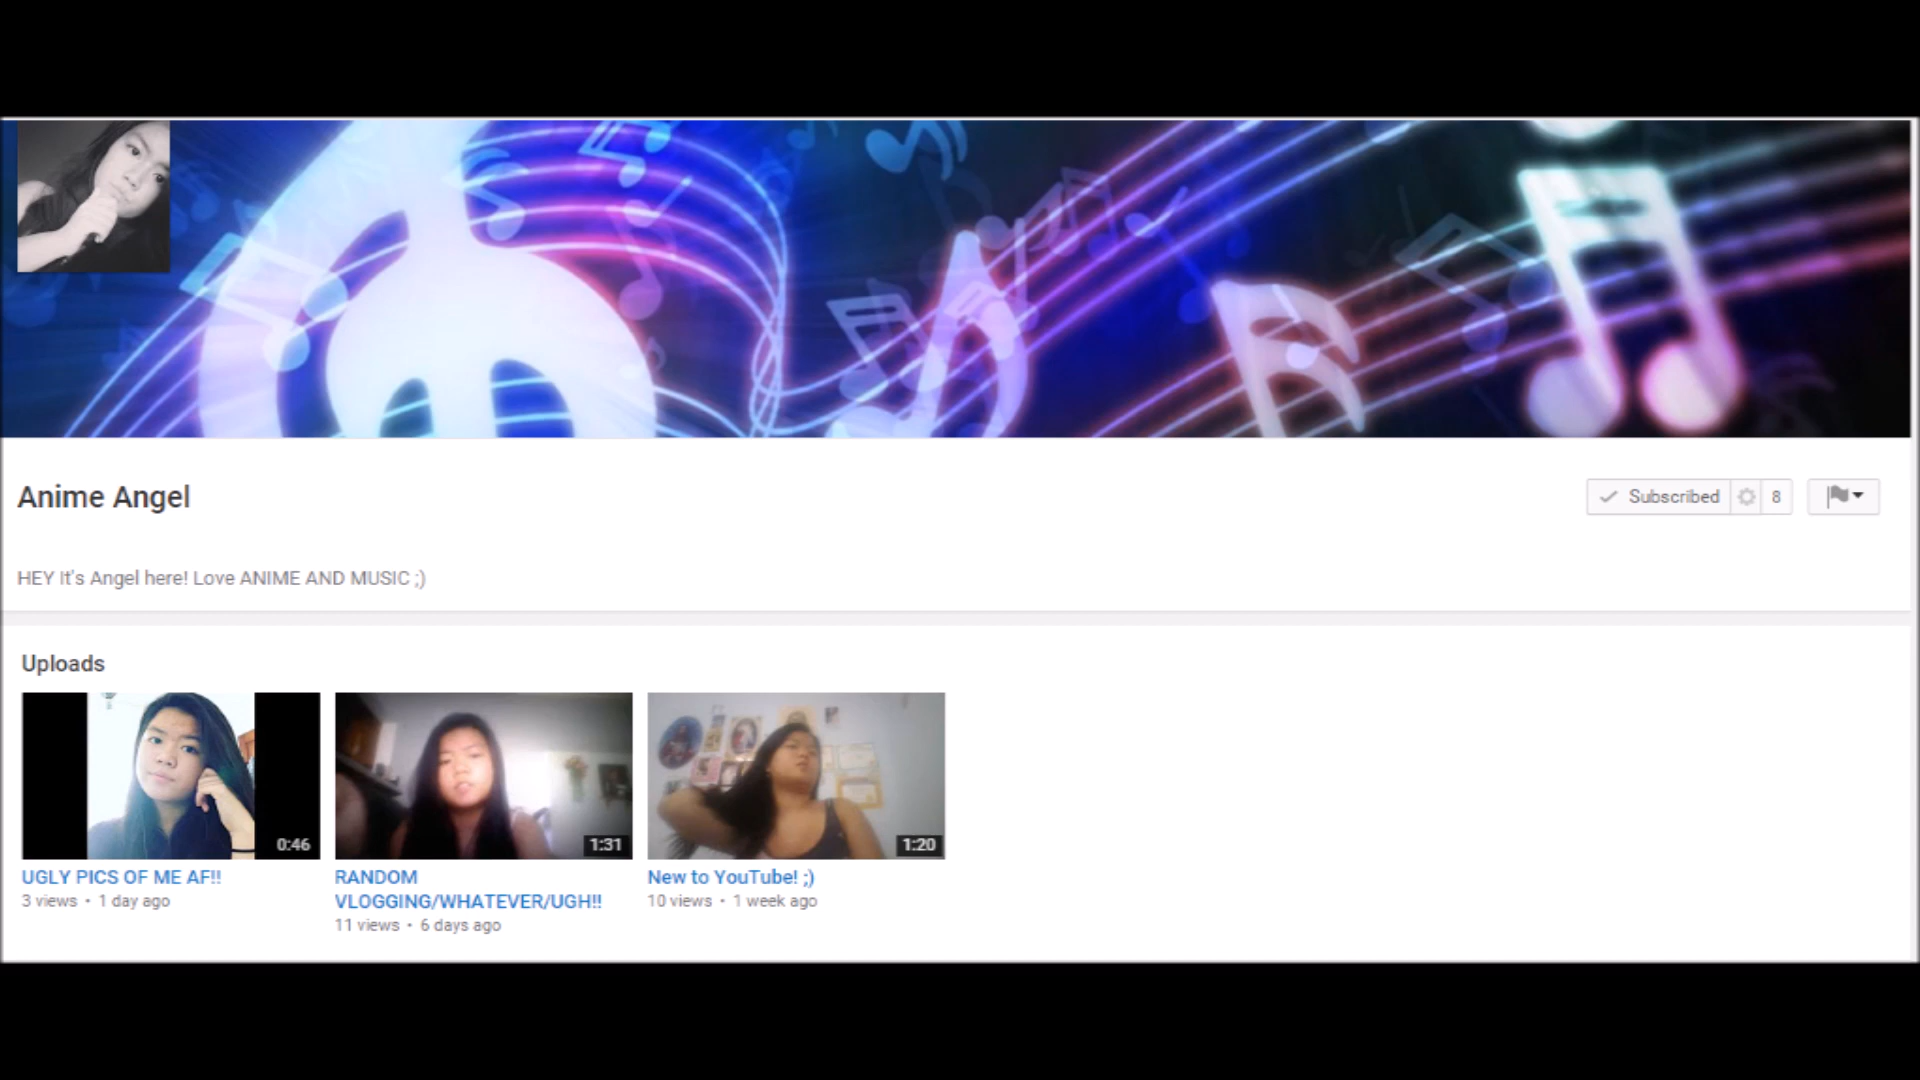 Anime Angel
Subscribed 8
HEY It's Angel here! Love ANIME AND MUSIC ;)
Uploads
0:46
1:31
1:20
UGLY PICS OF ME AF!!
3 views • 1 day ago
RANDOM
VLOGGING/WHATEVER/UGH!!
11 views • 6 days ago
New to YouTube! ;)
10 views • 1 week ago